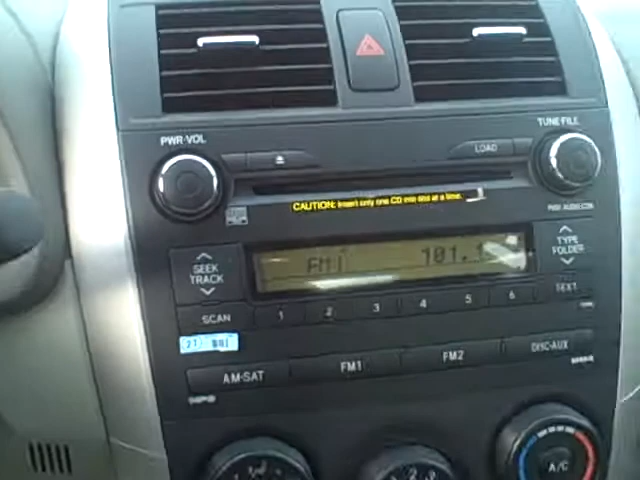 PWR·VOL
TUNE·FILE
LOAD
CAUTION: Insert only one CD into slot at a time.
SEEK
TRACK
FM1
101.
TYPE
FOLDER
SCAN
1
2
3
4
5
6
TEXT
AM·SAT
FM1
FM2
DISC·AUX
A/C